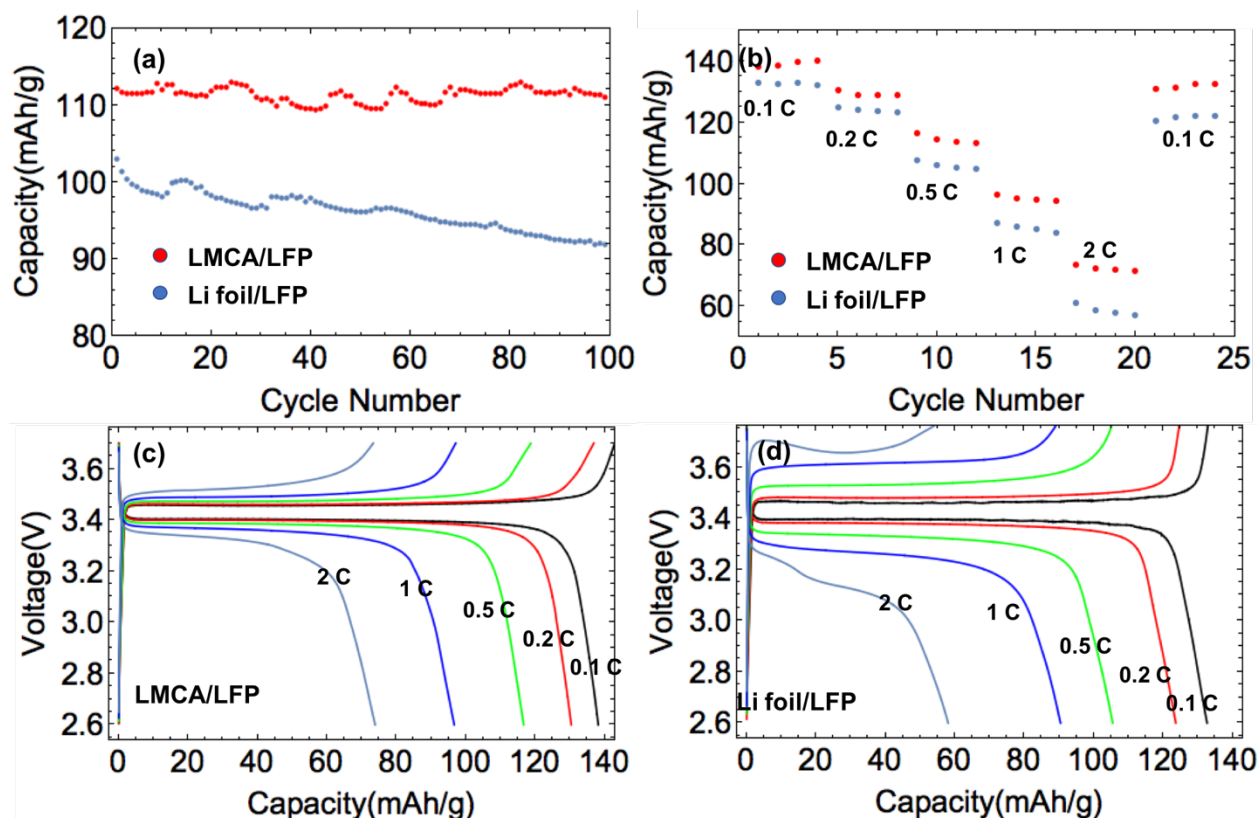 (a)
120
110
100
90
80
Capacity(mAh/g)
LMCA/LFP
Li foil/LFP
0 20 40 60 80 100
Cycle Number
(b)
140
120
100
80
60
Capacity(mAh/g)
0.1 C
0.2 C
0.5 C
1 C
2 C
0.1 C
LMCA/LFP
Li foil/LFP
0 5 10 15 20 25
Cycle Number
(c)
3.6
3.4
3.2
3.0
2.8
2.6
Voltage(V)
2 C
1 C
0.5 C
0.2 C
0.1 C
LMCA/LFP
0 20 40 60 80 100 120 140
Capacity(mAh/g)
(d)
3.6
3.4
3.2
3.0
2.8
2.6
Voltage(V)
2 C
1 C
0.5 C
0.2 C
0.1 C
Li foil/LFP
0 20 40 60 80 100 120 140
Capacity(mAh/g)